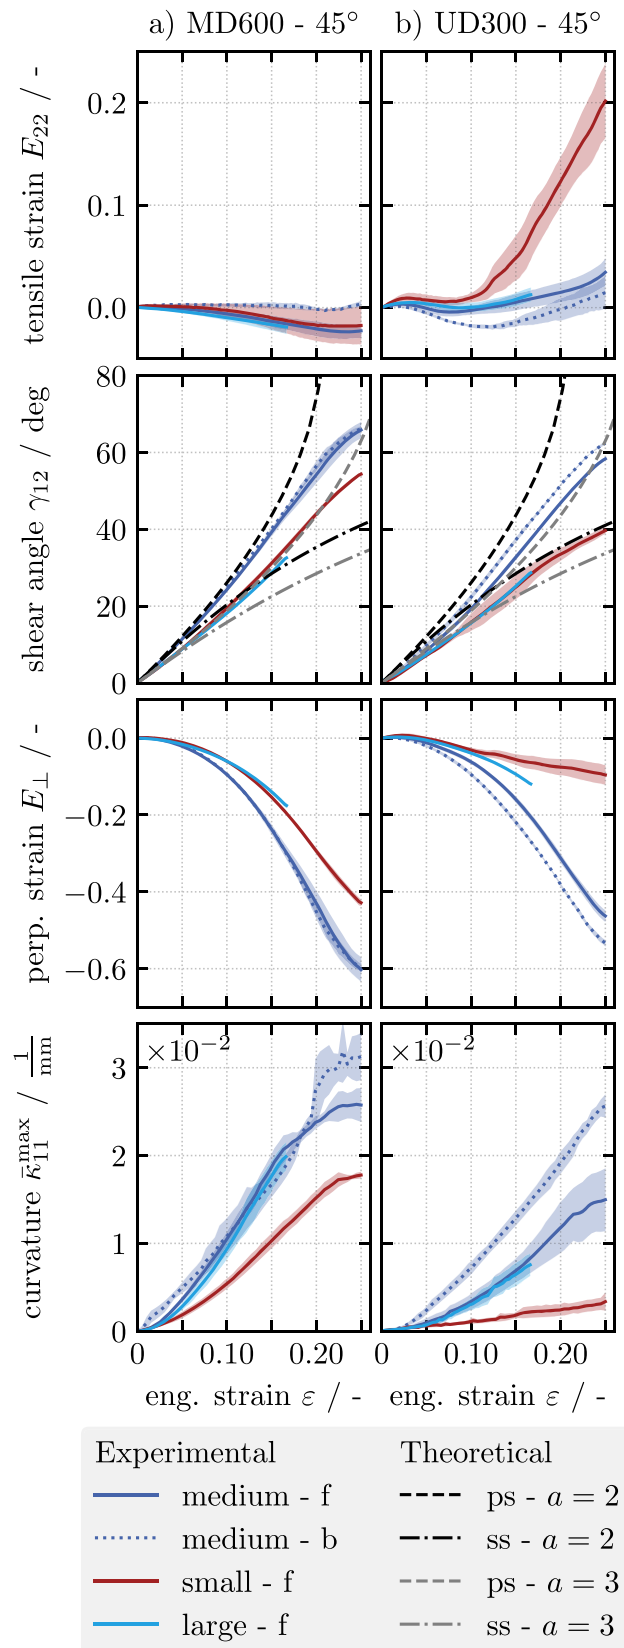 a) MD600 - 45° b) UD300 - 45°
tensile strain E₂₂ / -
0.2
0.1
0.0
shear angle γ₁₂ / deg
80
60
40
20
0
perp. strain E⊥ / -
0.0
−0.2
−0.4
−0.6
curvature κ̄₁₁ᵐᵃˣ / 1/mm
×10⁻² ×10⁻²
3
2
1
0
0 0.10 0.20 0 0.10 0.20
eng. strain ε / - eng. strain ε / -
Experimental Theoretical
medium - f ps - a = 2
medium - b ss - a = 2
small - f ps - a = 3
large - f ss - a = 3